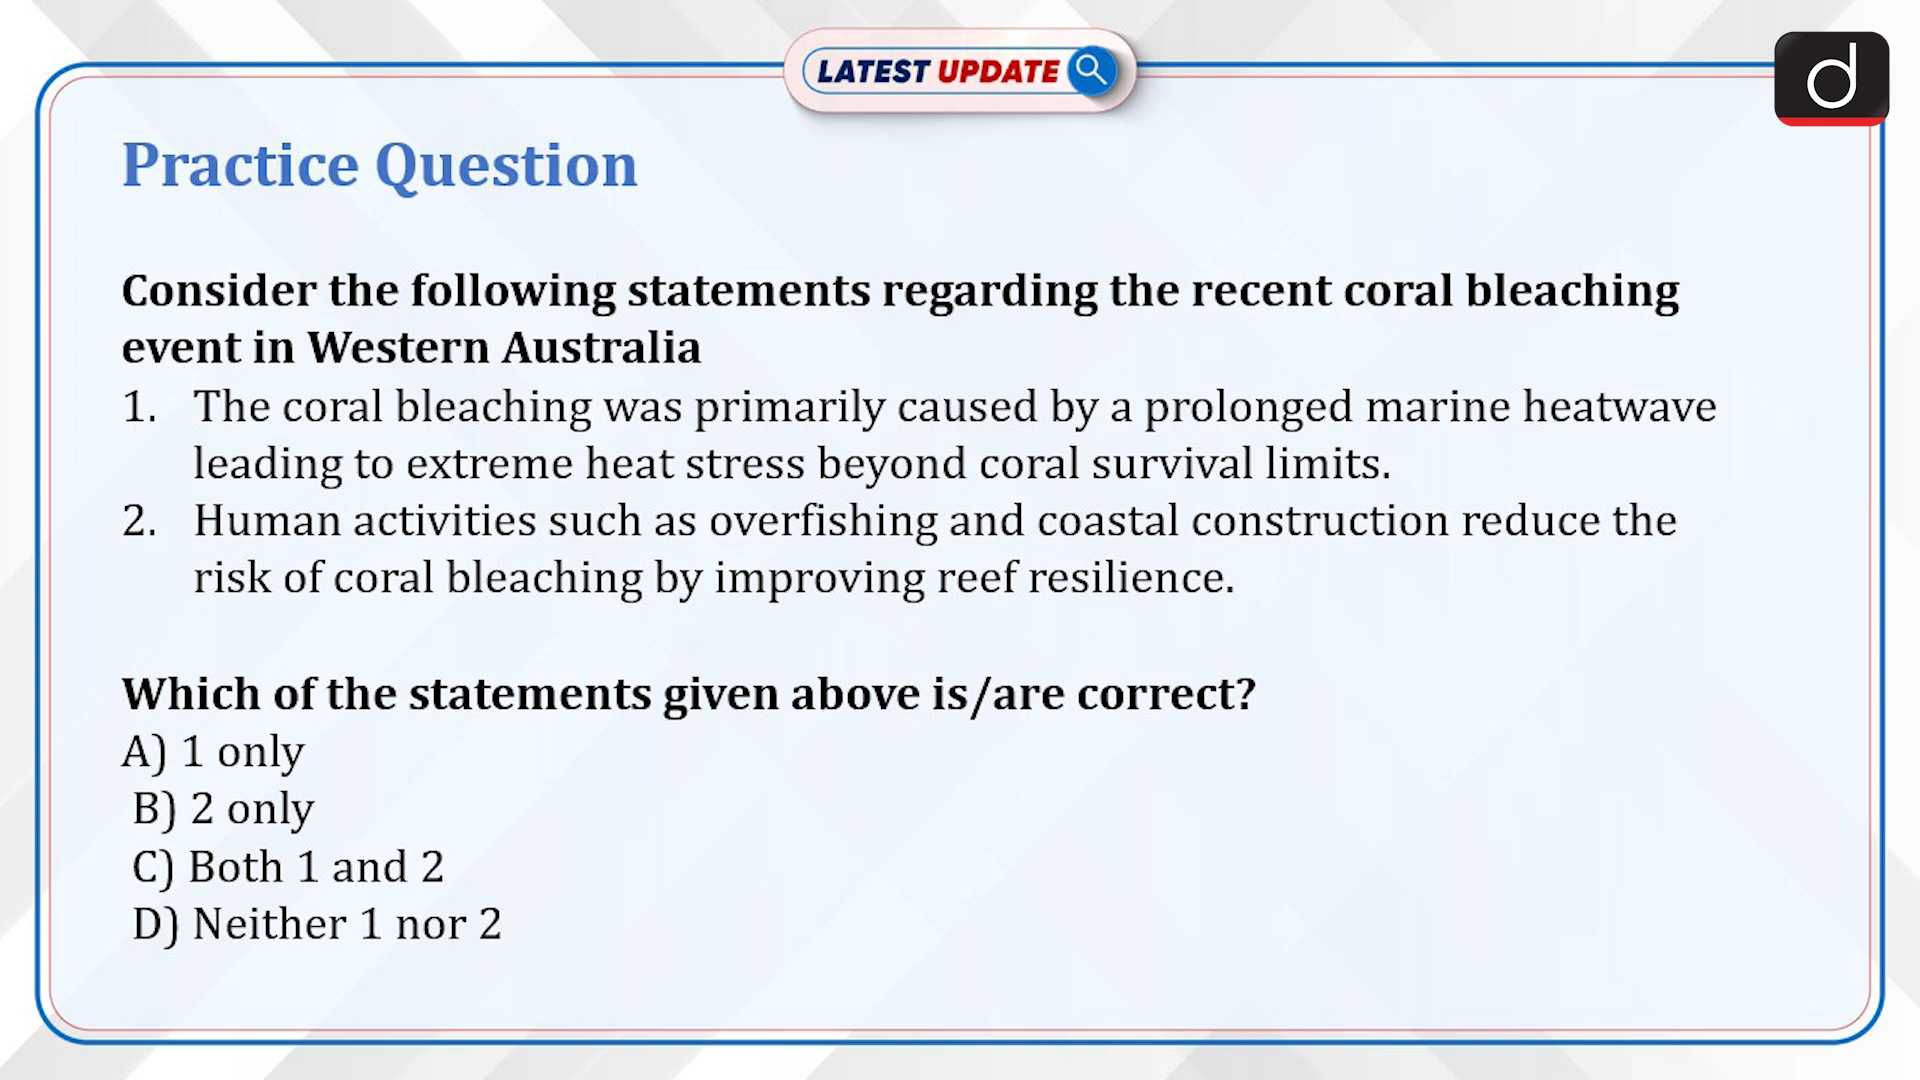 LATEST UPDATE
d
Practice Question
Consider the following statements regarding the recent coral bleaching
event in Western Australia
1. The coral bleaching was primarily caused by a prolonged marine heatwave
leading to extreme heat stress beyond coral survival limits.
2. Human activities such as overfishing and coastal construction reduce the
risk of coral bleaching by improving reef resilience.
Which of the statements given above is/are correct?
A) 1 only
B) 2 only
C) Both 1 and 2
D) Neither 1 nor 2